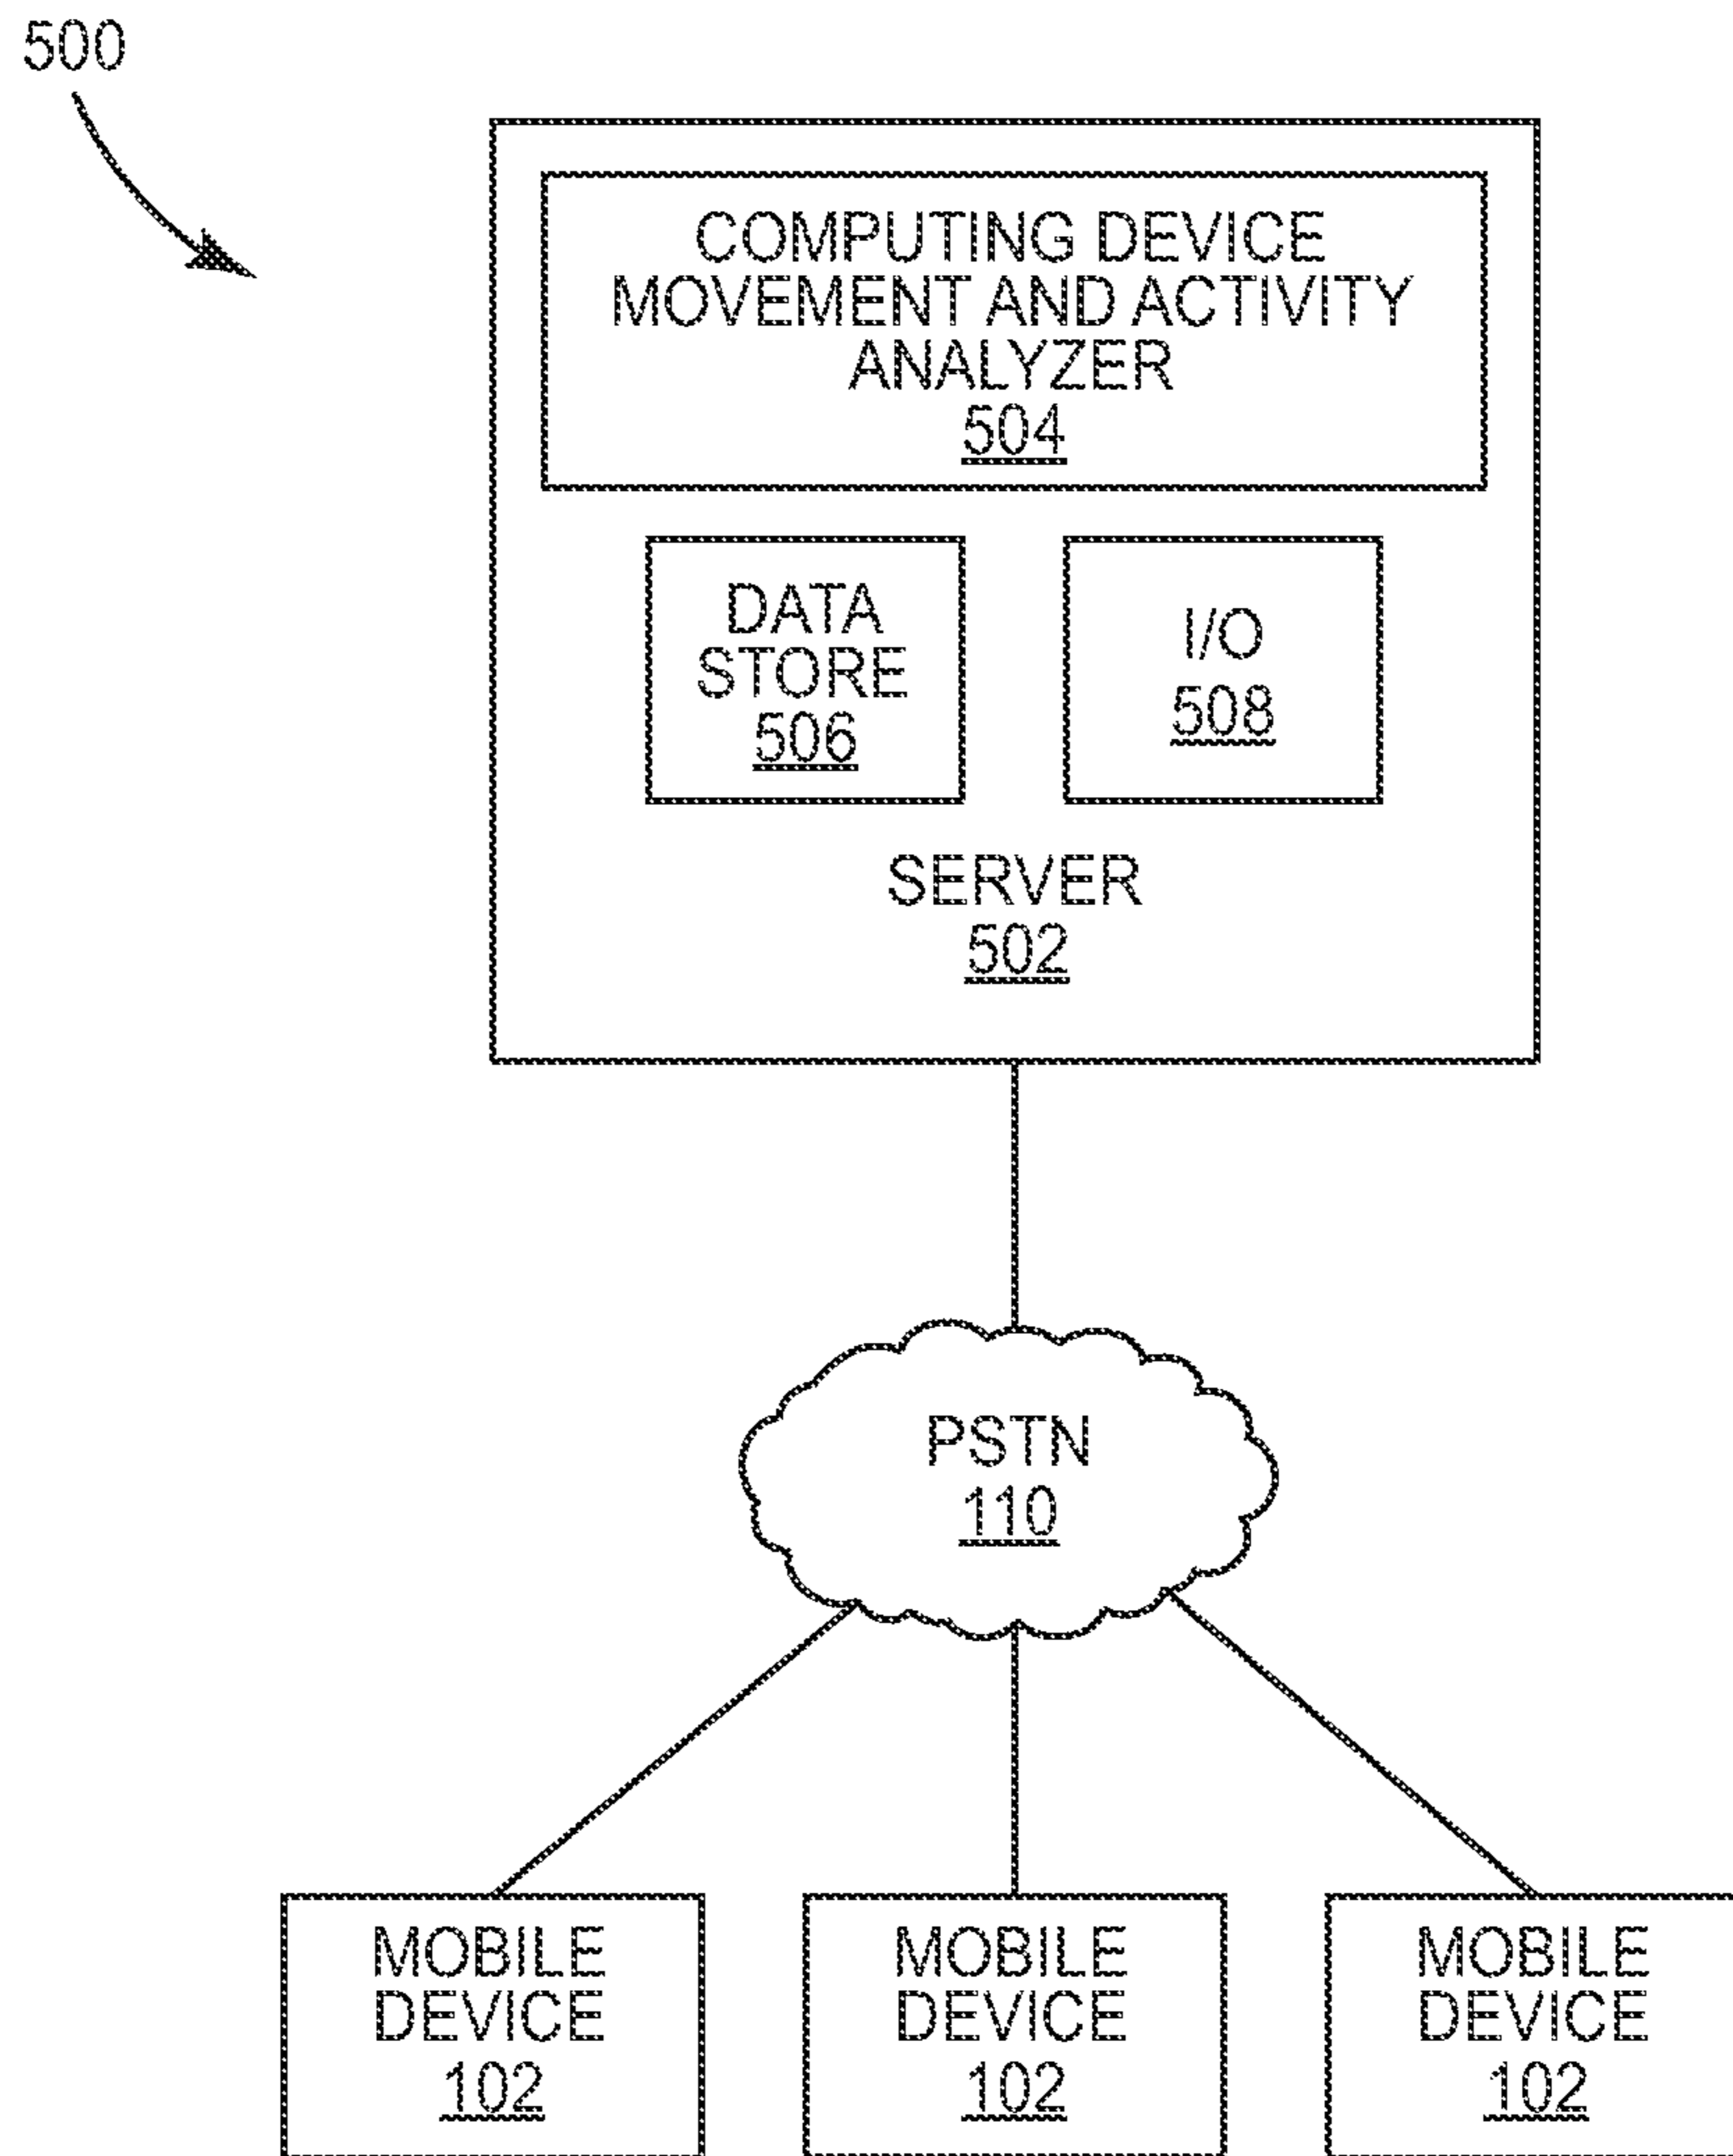 500
COMPUTING DEVICE
MOVEMENT AND ACTIVITY
ANALYZER
504
DATA
STORE
506
I/O
508
SERVER
502
PSTN
110
MOBILE
DEVICE
102
MOBILE
DEVICE
102
MOBILE
DEVICE
102